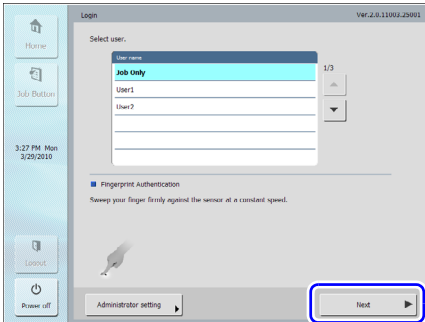 Login
Ver.2.0.11003.25001
Home
Job Button
3:27 PM Mon
3/29/2010
Logout
Power off
Select user.
User name
Job Only
User1
User2
1/3
Fingerprint Authentication
Sweep your finger firmly against the sensor at a constant speed.
Administrator setting
Next